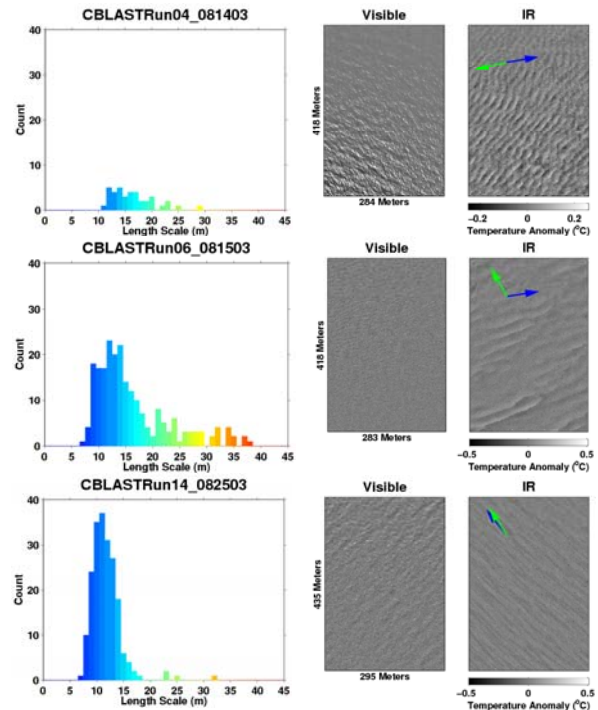 CBLASTRun04_081403
Visible
IR
40
30
20
10
0
Count
0 5 10 15 20 25 30 35 40 45
Length Scale (m)
418 Meters
284 Meters
−0.2 0 0.2
Temperature Anomaly (°C)
CBLASTRun06_081503
Visible
IR
40
30
20
10
0
Count
0 5 10 15 20 25 30 35 40 45
Length Scale (m)
418 Meters
283 Meters
−0.5 0 0.5
Temperature Anomaly (°C)
CBLASTRun14_082503
Visible
IR
40
30
20
10
0
Count
0 5 10 15 20 25 30 35 40 45
Length Scale (m)
435 Meters
295 Meters
−0.5 0 0.5
Temperature Anomaly (°C)